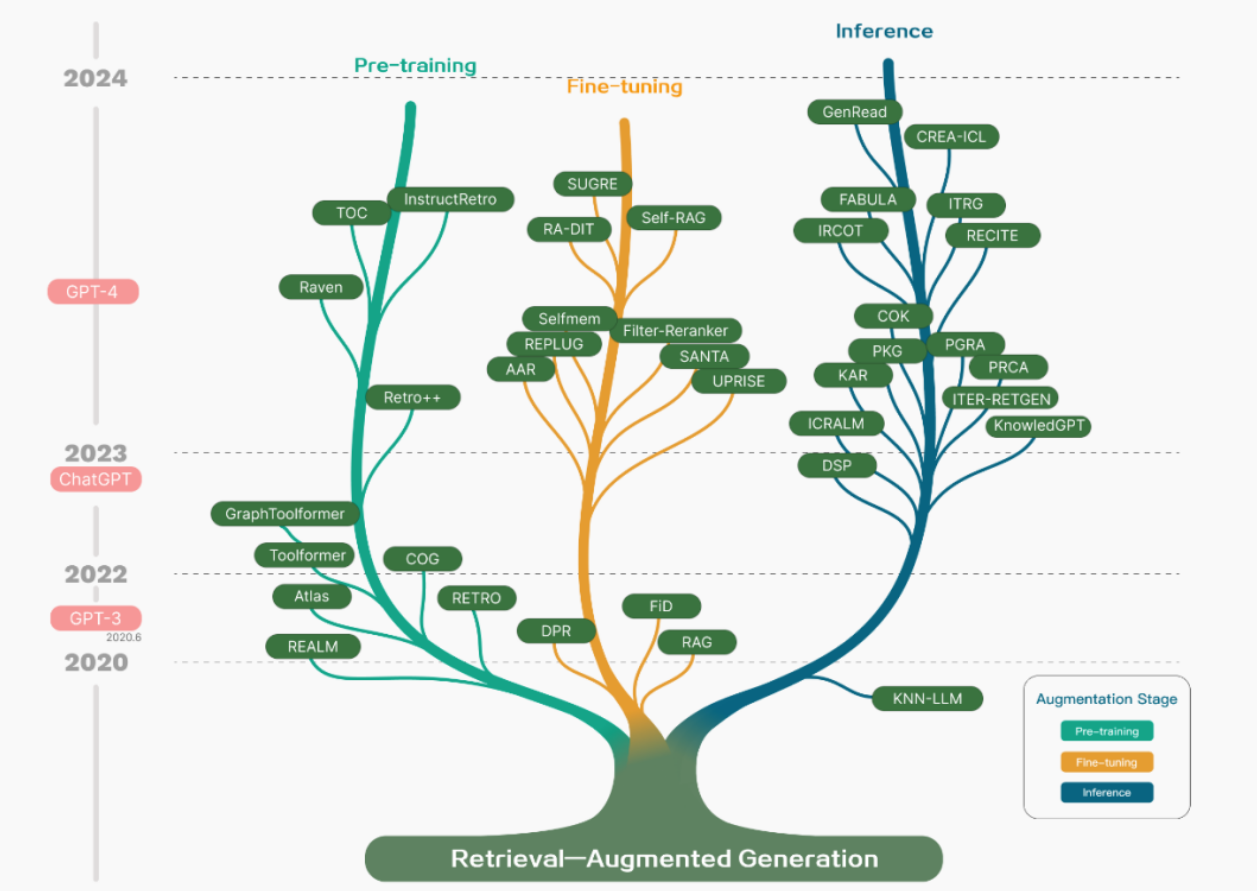 Inference
Pre-training
2024
Fine-tuning
GenRead
CREA-ICL
SUGRE
InstructRetro
FABULA
ITRG
TOC
Self-RAG
RA-DIT
IRCOT
RECITE
Raven
GPT-4
COK
Selfmem
Filter-Reranker
REPLUG
PGRA
PKG
SANTA
PRCA
AAR
KAR
UPRISE
Retro++
ITER-RETGEN
ICRALM
KnowledGPT
2023
DSP
ChatGPT
GraphToolformer
Toolformer
COG
2022
Atlas
RETRO
FiD
GPT-3
2020.6
DPR
RAG
REALM
2020
KNN-LLM
Augmentation Stage
Pre-training
Fine-tuning
Inference
Retrieval—Augmented Generation